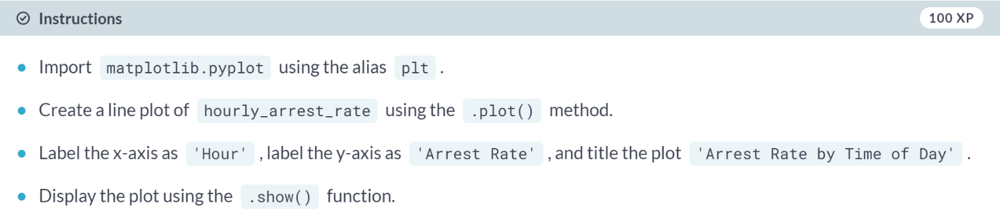 Instructions 100 XP
Import matplotlib.pyplot using the alias plt .
Create a line plot of hourly_arrest_rate using the .plot() method.
Label the x-axis as 'Hour' , label the y-axis as 'Arrest Rate' , and title the plot 'Arrest Rate by Time of Day' .
Display the plot using the .show() function.